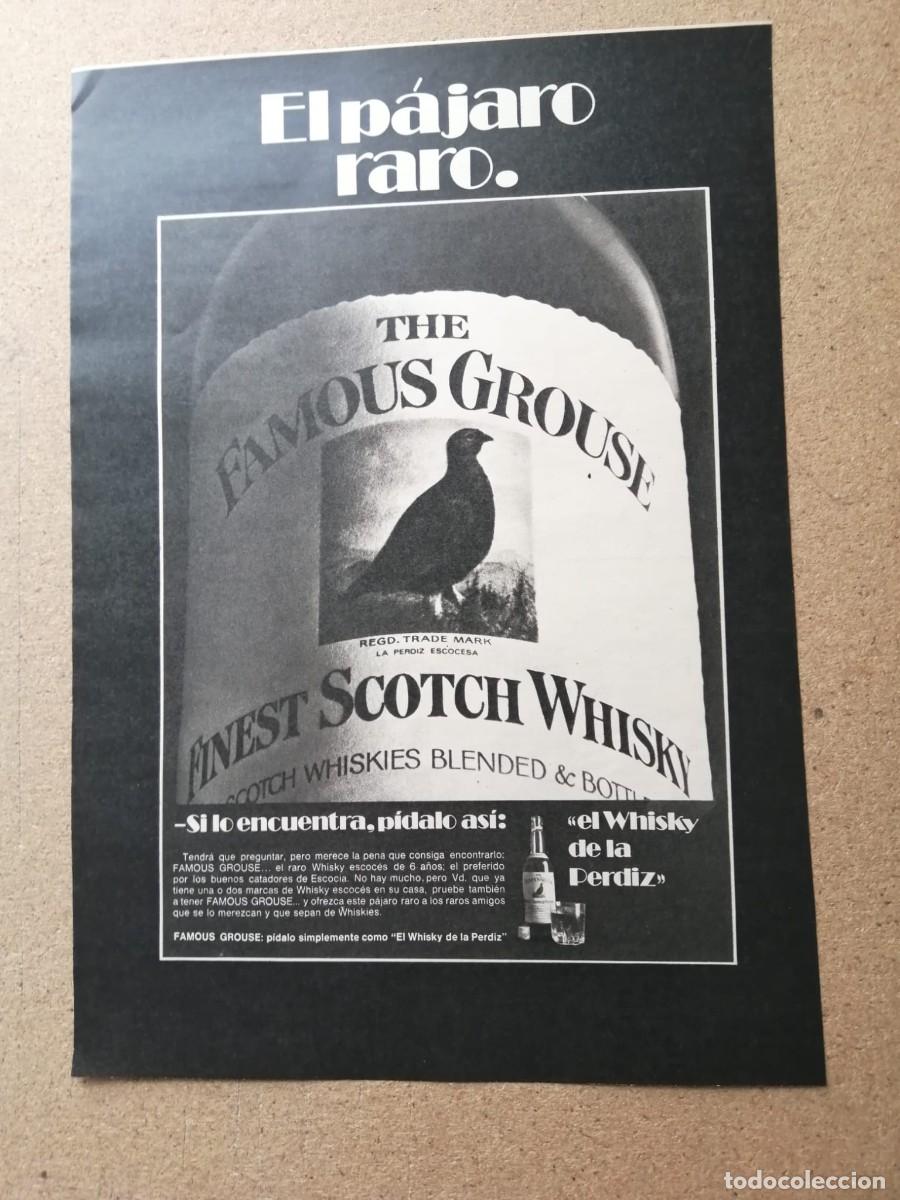 El pájaro
raro.
THE
FAMOUS GROUSE
REGD. TRADE MARK
LA PERDIZ ESCOCESA
FINEST SCOTCH WHISKY
SCOTCH WHISKIES BLENDED & BOTTL
–Si lo encuentra, pídalo así:
«el Whisky
de la
Perdiz»
Tendrá que preguntar, pero merece la pena que consiga encontrarlo:
FAMOUS GROUSE... el raro Whisky escocés de 6 años; el preferido
por los buenos catadores de Escocia. No hay mucho, pero Vd. que ya
tiene una o dos marcas de Whisky escocés en su casa, pruebe también
a tener FAMOUS GROUSE... y ofrezca este pájaro raro a los raros amigos
que se lo merezcan y que sepan de Whiskies.
FAMOUS GROUSE: pídalo simplemente como "El Whisky de la Perdiz"
todocoleccion